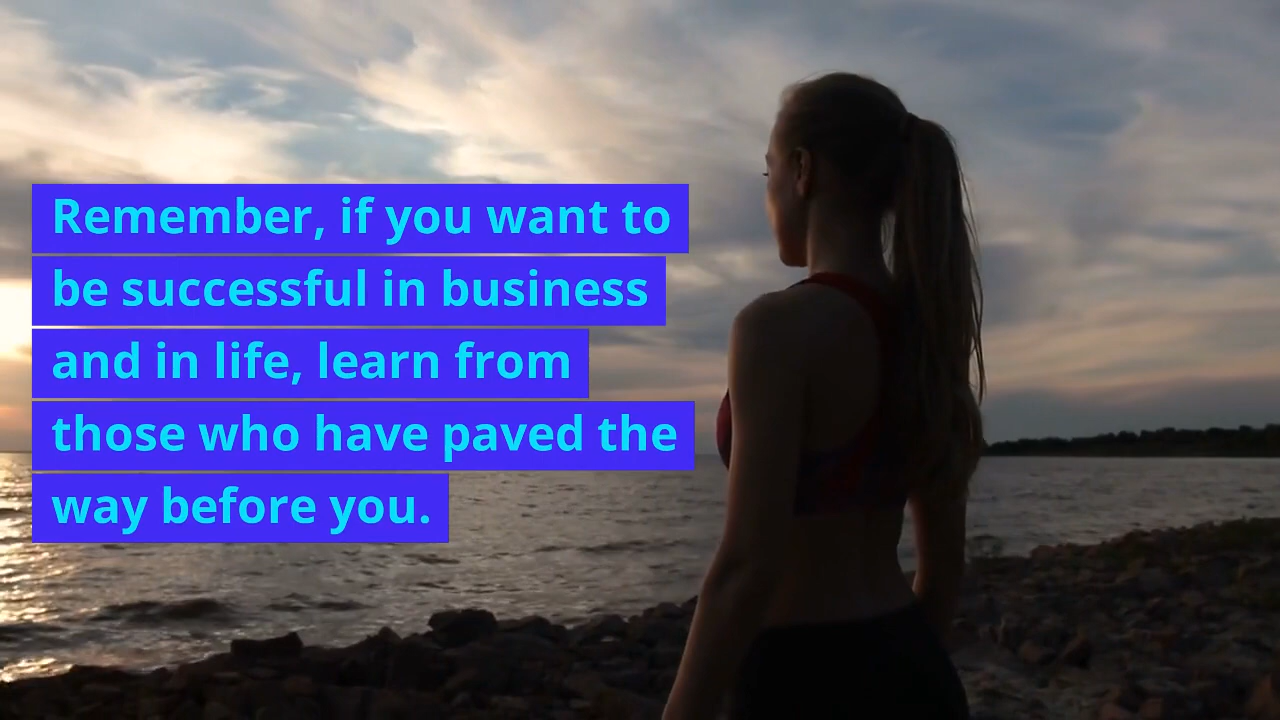 Remember, if you want to
be successful in business
and in life, learn from
those who have paved the
way before you.